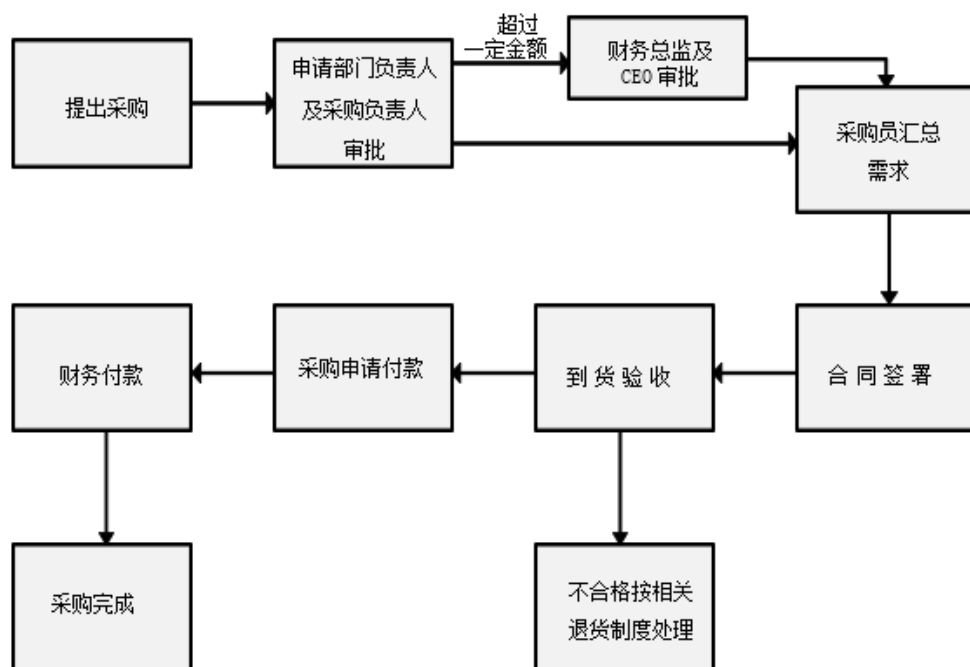 提出采购
申请部门负责人
及采购负责人
审批
超过
一定金额
财务总监及
CEO 审批
采购员汇总
需求
财务付款
采购申请付款
到货验收
合同签署
采购完成
不合格按相关
退货制度处理